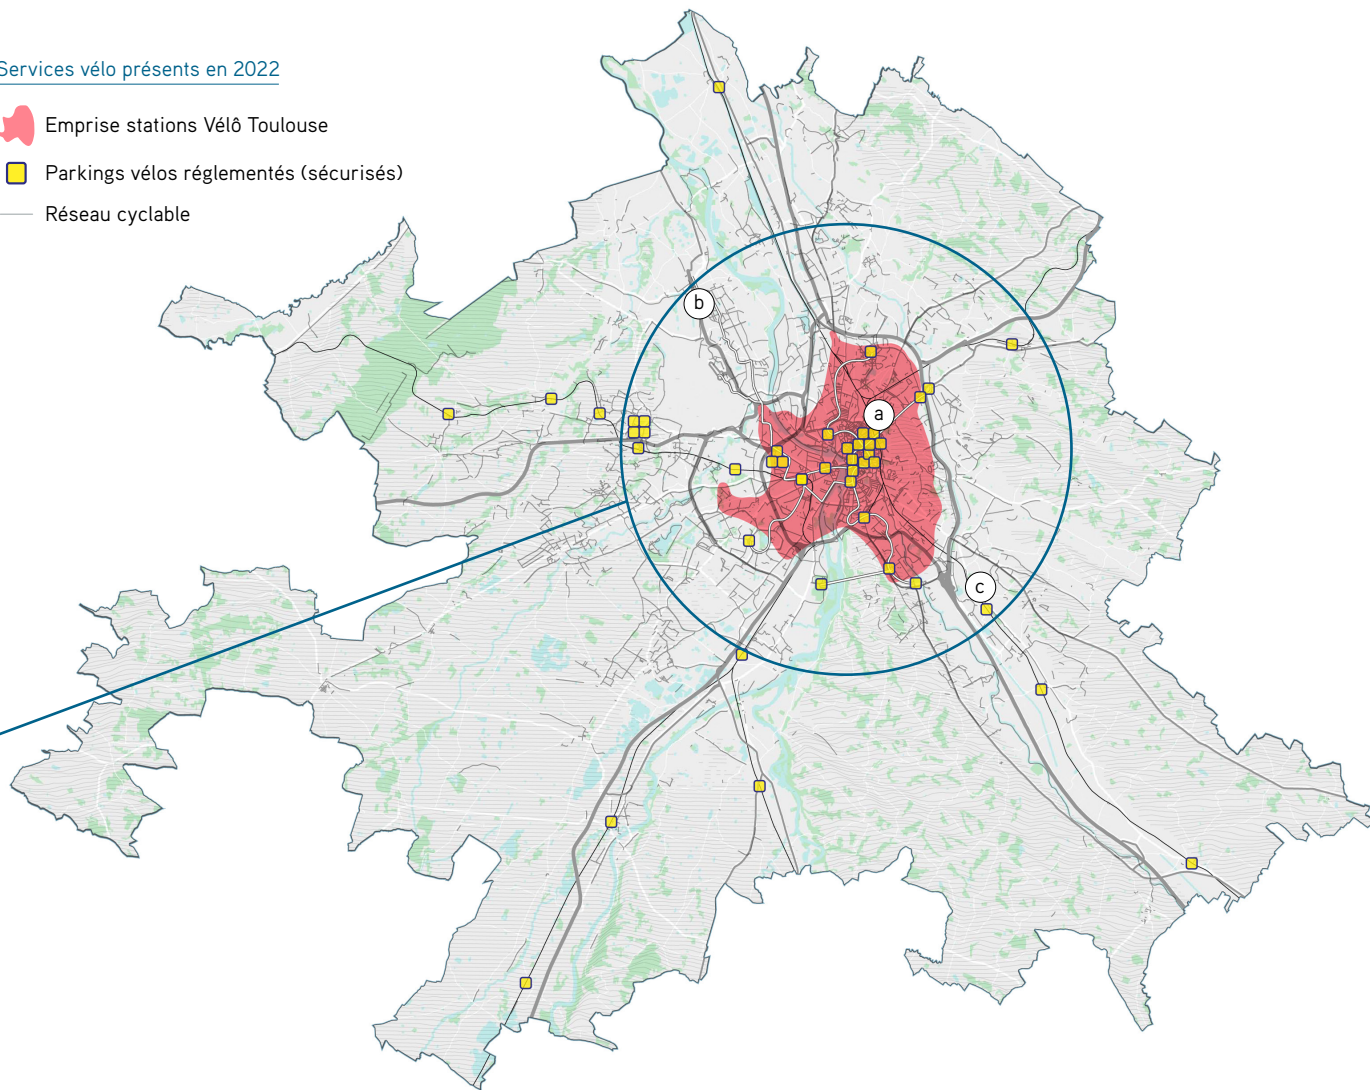 Services vélo présents en 2022
Emprise stations Vélô Toulouse
Parkings vélos réglementés (sécurisés)
Réseau cyclable
b
a
c